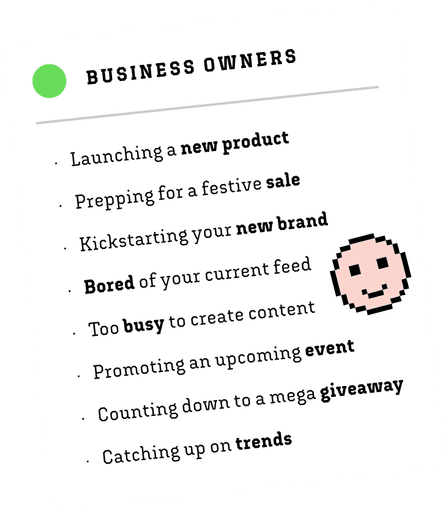 BUSINESS OWNERS
· Launching a new product
· Prepping for a festive sale
· Kickstarting your new brand
· Bored of your current feed
· Too busy to create content
· Promoting an upcoming event
· Counting down to a mega giveaway
· Catching up on trends